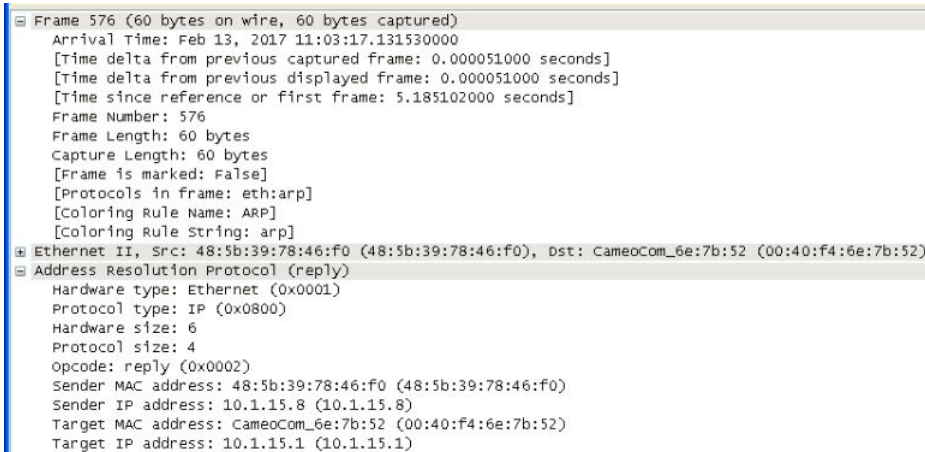 Frame 576 (60 bytes on wire, 60 bytes captured)
Arrival Time: Feb 13, 2017 11:03:17.131530000
[Time delta from previous captured frame: 0.000051000 seconds]
[Time delta from previous displayed frame: 0.000051000 seconds]
[Time since reference or first frame: 5.185102000 seconds]
Frame Number: 576
Frame Length: 60 bytes
Capture Length: 60 bytes
[Frame is marked: False]
[Protocols in frame: eth:arp]
[Coloring Rule Name: ARP]
[Coloring Rule String: arp]
Ethernet II, Src: 48:5b:39:78:46:f0 (48:5b:39:78:46:f0), Dst: CameoCom_6e:7b:52 (00:40:f4:6e:7b:52)
Address Resolution Protocol (reply)
Hardware type: Ethernet (0x0001)
Protocol type: IP (0x0800)
Hardware size: 6
Protocol size: 4
Opcode: reply (0x0002)
Sender MAC address: 48:5b:39:78:46:f0 (48:5b:39:78:46:f0)
Sender IP address: 10.1.15.8 (10.1.15.8)
Target MAC address: CameoCom_6e:7b:52 (00:40:f4:6e:7b:52)
Target IP address: 10.1.15.1 (10.1.15.1)